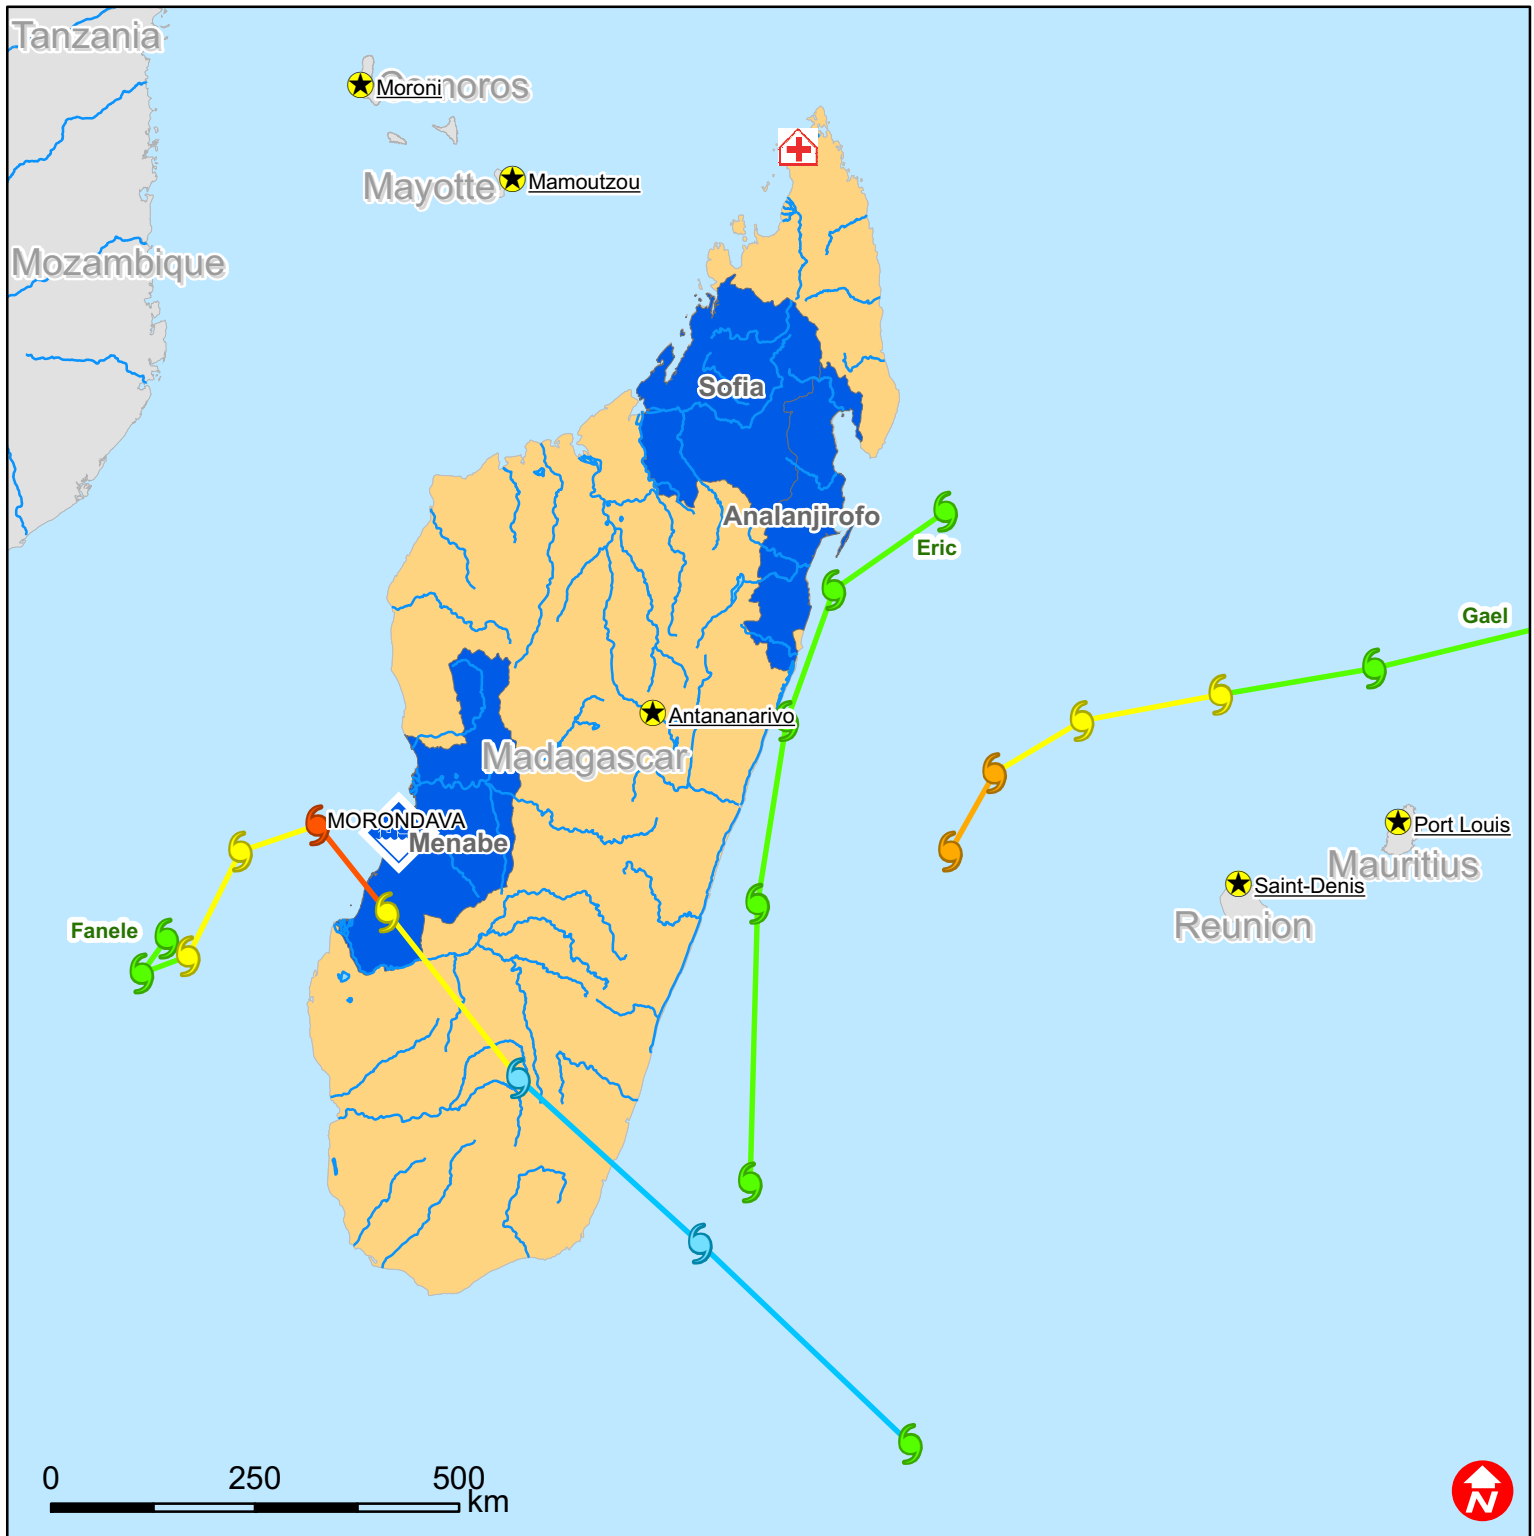 Tanzania
Comoros
Moroni
Mayotte
Mamoutzou
Mozambique
Sofia
Analanjirofo
Eric
Gael
Antananarivo
Madagascar
MORONDAVA
Menabe
Port Louis
Mauritius
Saint-Denis
Reunion
Fanele
0 250 500
km
N